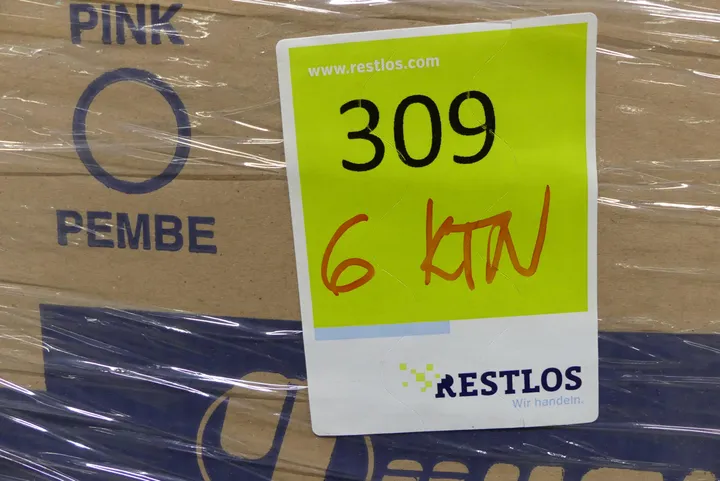 PINK
PEMBE
www.restlos.com
309
6 KTN
RESTLOS
Wir handeln.